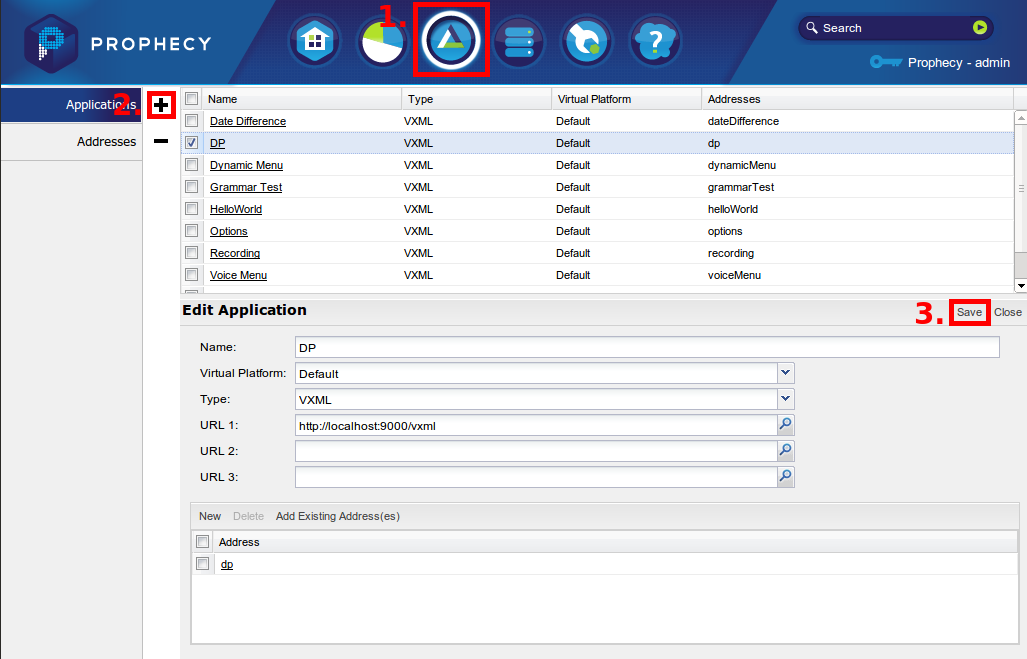 1.
PROPHECY
?
Search
Prophecy - admin
Applications 2. +
Addresses
Name Type Virtual Platform Addresses
Date Difference VXML Default dateDifference
DP VXML Default dp
Dynamic Menu VXML Default dynamicMenu
Grammar Test VXML Default grammarTest
HelloWorld VXML Default helloWorld
Options VXML Default options
Recording VXML Default recording
Voice Menu VXML Default voiceMenu
Edit Application 3. Save Close
Name: DP
Virtual Platform: Default
Type: VXML
URL 1: http://localhost:9000/vxml
URL 2:
URL 3:
New Delete Add Existing Address(es)
Address
dp